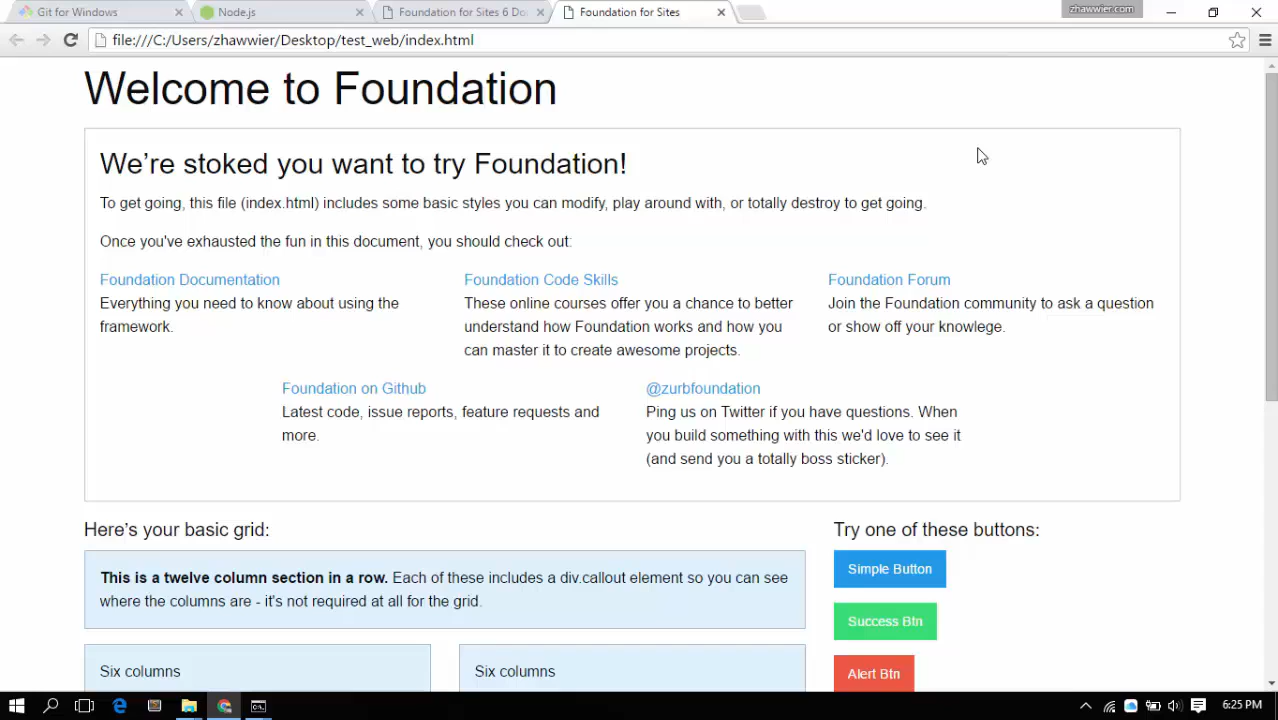 Git for Windows
Node.js
Foundation for Sites 6 Do
Foundation for Sites
zhawwier.com
file:///C:/Users/zhawwier/Desktop/test_web/index.html
Welcome to Foundation
We’re stoked you want to try Foundation!
To get going, this file (index.html) includes some basic styles you can modify, play around with, or totally destroy to get going.
Once you've exhausted the fun in this document, you should check out:
Foundation Documentation
Everything you need to know about using the
framework.
Foundation Code Skills
These online courses offer you a chance to better
understand how Foundation works and how you
can master it to create awesome projects.
Foundation Forum
Join the Foundation community to ask a question
or show off your knowlege.
Foundation on Github
Latest code, issue reports, feature requests and
more.
@zurbfoundation
Ping us on Twitter if you have questions. When
you build something with this we'd love to see it
(and send you a totally boss sticker).
Here’s your basic grid:
This is a twelve column section in a row. Each of these includes a div.callout element so you can see
where the columns are - it's not required at all for the grid.
Six columns
Six columns
Try one of these buttons:
Simple Button
Success Btn
Alert Btn
6:25 PM